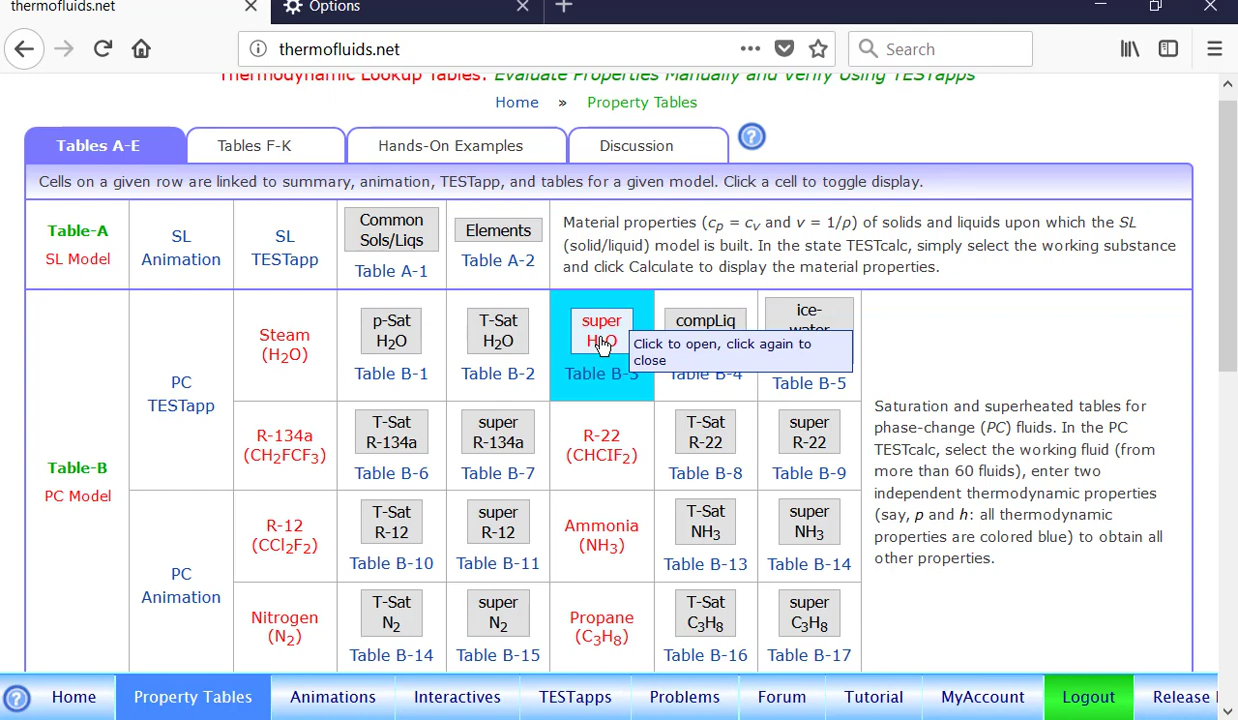 thermofluids.net
Options
thermofluids.net
Search
Thermodynamic Lookup Tables: Evaluate Properties Manually and Verify Using TESTapps
Home » Property Tables
Tables A-E
Tables F-K
Hands-On Examples
Discussion
?
Cells on a given row are linked to summary, animation, TESTapp, and tables for a given model. Click a cell to toggle display.
Table-A
SL Model
SL
Animation
SL
TESTapp
Common
Sols/Liqs
Table A-1
Elements
Table A-2
Material properties (cp = cv and v = 1/ρ) of solids and liquids upon which the SL
(solid/liquid) model is built. In the state TESTcalc, simply select the working substance
and click Calculate to display the material properties.
Table-B
PC Model
PC
TESTapp
Steam
(H2O)
p-Sat
H2O
Table B-1
T-Sat
H2O
Table B-2
super
H2O
Table B-3
compLiq
Table B-4
ice-
water
Table B-5
Click to open, click again to
close
R-134a
(CH2FCF3)
T-Sat
R-134a
Table B-6
super
R-134a
Table B-7
R-22
(CHCIF2)
T-Sat
R-22
Table B-8
super
R-22
Table B-9
PC
Animation
R-12
(CCl2F2)
T-Sat
R-12
Table B-10
super
R-12
Table B-11
Ammonia
(NH3)
T-Sat
NH3
Table B-13
super
NH3
Table B-14
Nitrogen
(N2)
T-Sat
N2
Table B-14
super
N2
Table B-15
Propane
(C3H8)
T-Sat
C3H8
Table B-16
super
C3H8
Table B-17
Saturation and superheated tables for
phase-change (PC) fluids. In the PC
TESTcalc, select the working fluid (from
more than 60 fluids), enter two
independent thermodynamic properties
(say, p and h: all thermodynamic
properties are colored blue) to obtain all
other properties.
?
Home
Property Tables
Animations
Interactives
TESTapps
Problems
Forum
Tutorial
MyAccount
Logout
Release